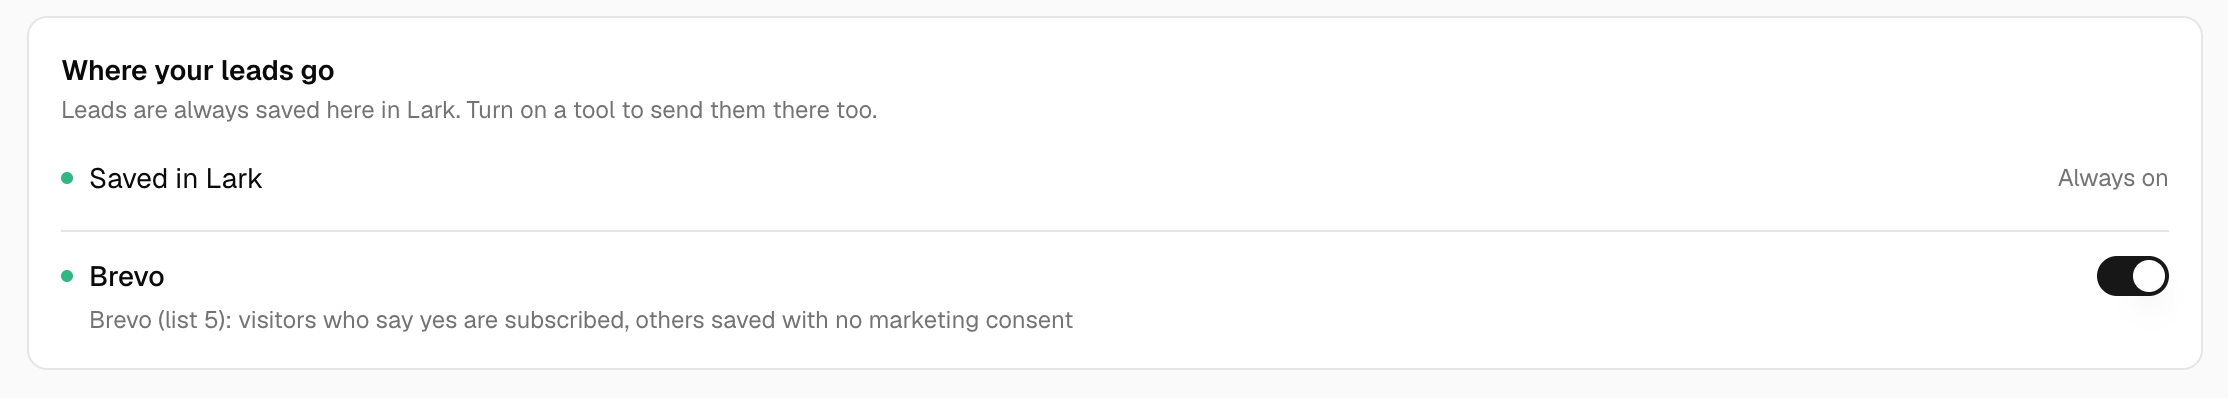 Where your leads go
Leads are always saved here in Lark. Turn on a tool to send them there too.
Saved in Lark
Always on
Brevo
Brevo (list 5): visitors who say yes are subscribed, others saved with no marketing consent